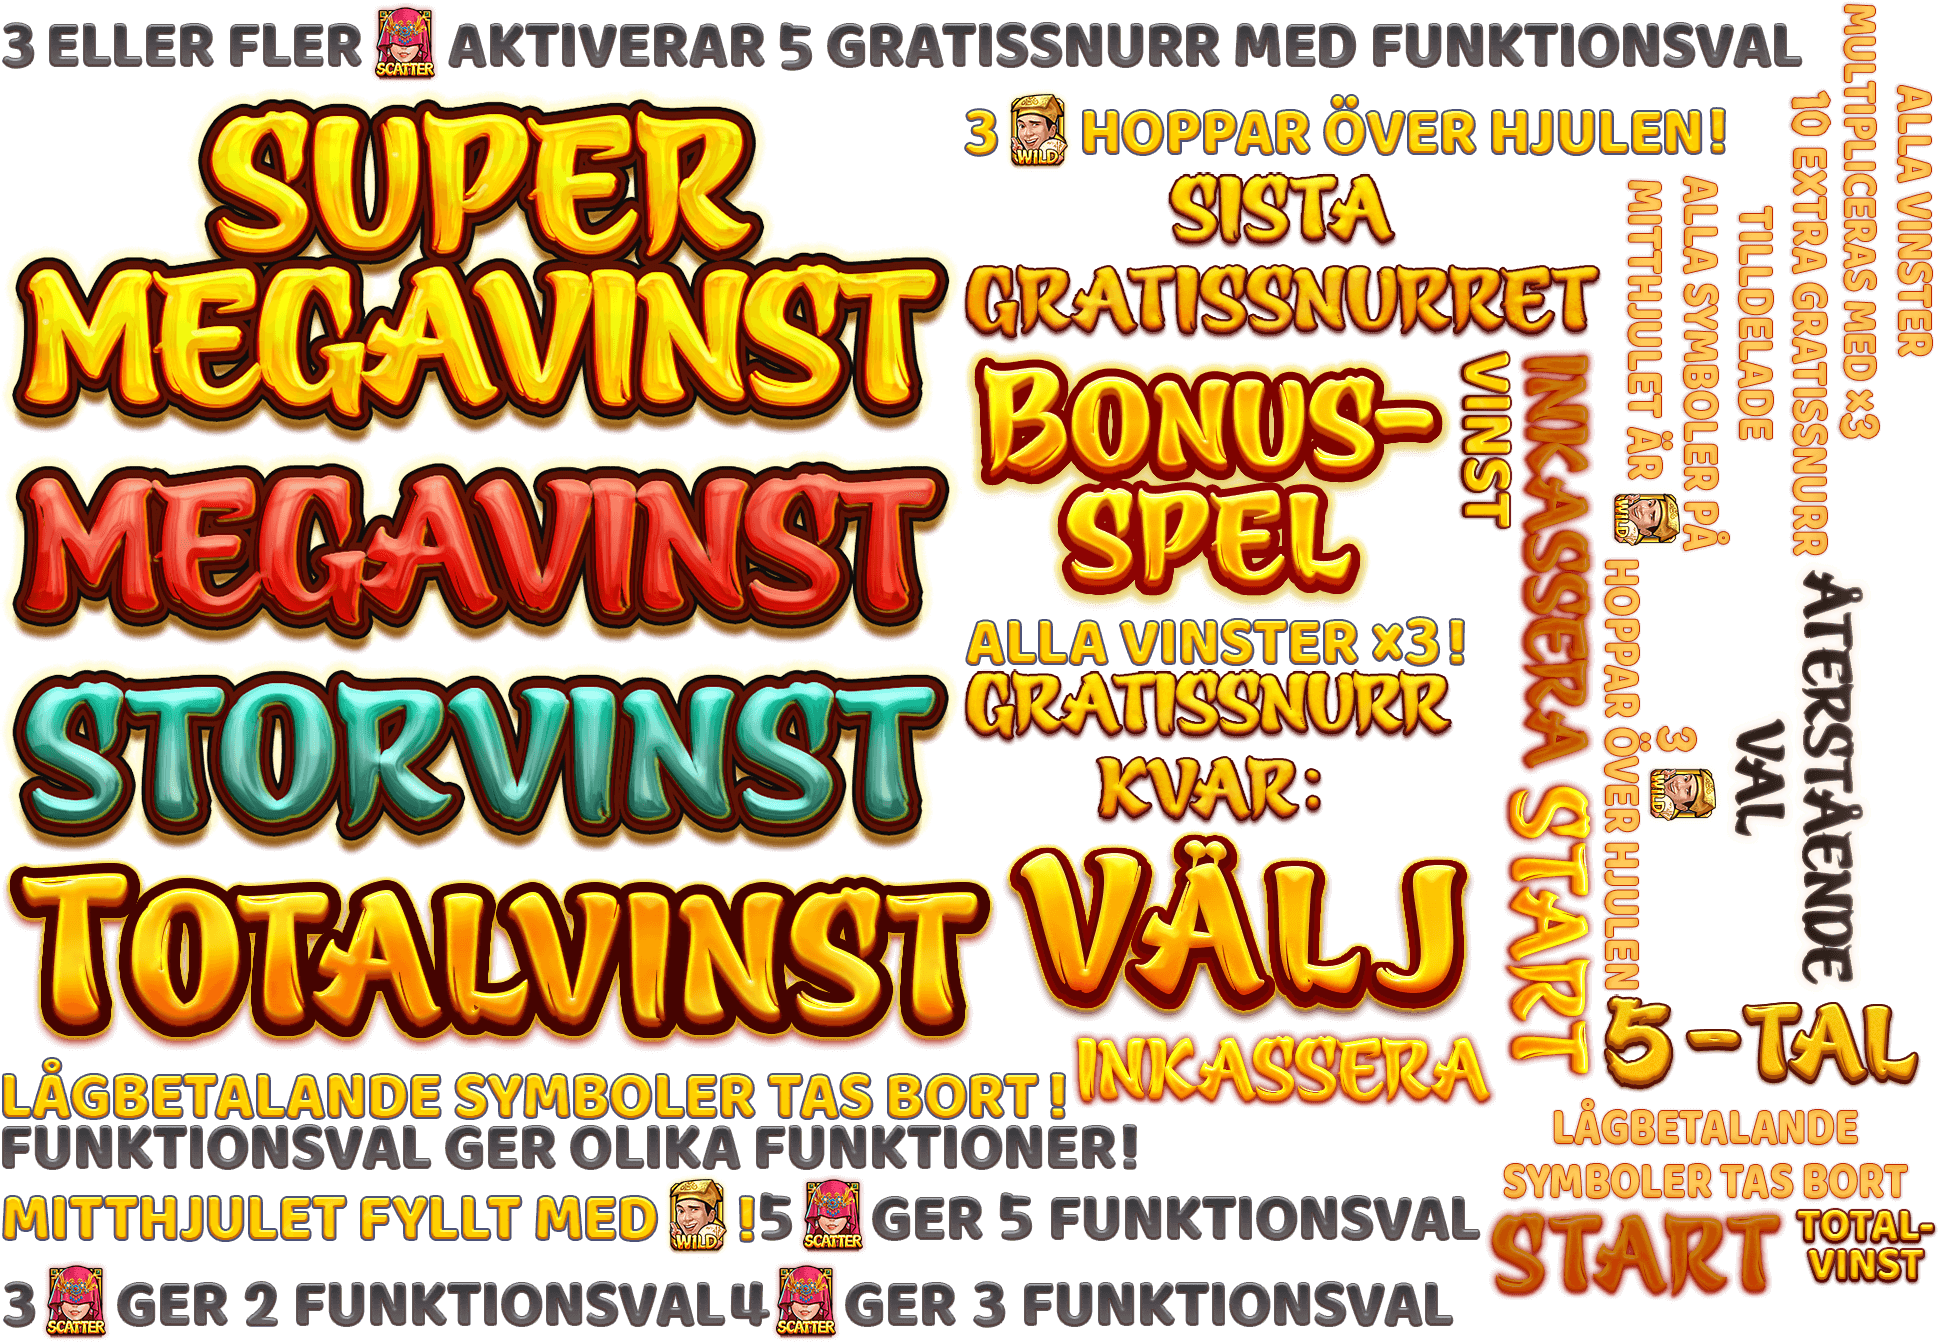 3 ELLER FLER SCATTER AKTIVERAR 5 GRATISSNURR MED FUNKTIONSVAL
SUPER
MEGAVINST
MEGAVINST
STORVINST
TOTALVINST
LÅGBETALANDE SYMBOLER TAS BORT !
FUNKTIONSVAL GER OLIKA FUNKTIONER!
MITTHJULET FYLLT MED WILD !
5 SCATTER GER 5 FUNKTIONSVAL
3 SCATTER GER 2 FUNKTIONSVAL
4 SCATTER GER 3 FUNKTIONSVAL
3 WILD HOPPAR ÖVER HJULEN!
SISTA
GRATISSNURRET
BONUS-
SPEL
ALLA VINSTER ×3!
GRATISSNURR
KVAR:
VÄLJ
INKASSERA
VINST
INKASSERA
START
ALLA VINSTER
MULTIPLICERAS MED ×3
10 EXTRA GRATISSNURR
TILLDELADE
ALLA SYMBOLER PÅ
MITTHJULET ÄR WILD
3 WILD
HOPPAR ÖVER HJULEN
ÅTERSTÅENDE
VAL
5-TAL
LÅGBETALANDE
SYMBOLER TAS BORT
START
TOTAL-
VINST